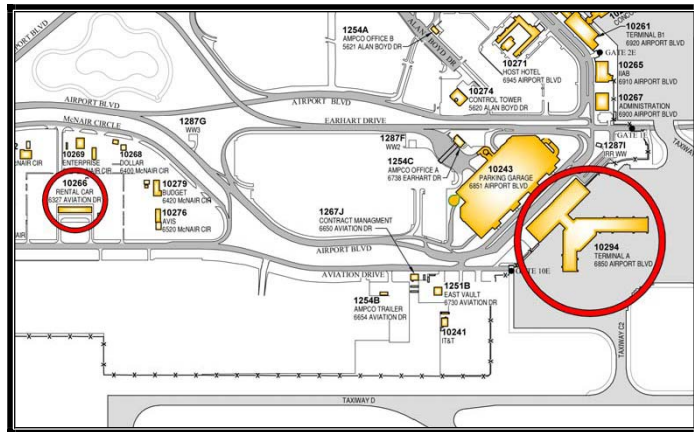 1254A
AMPCO OFFICE B
5621 ALAN BOYD DR
ALAN BOYD DR
10261
TERMINAL B1
6920 AIRPORT BLVD
GATE 2E
10271
HOST HOTEL
6945 AIRPORT BLVD
10265
IAB
6910 AIRPORT BLVD
10274
CONTROL TOWER
5620 ALAN BOYD DR
10267
ADMINISTRATION
6900 AIRPORT BLVD
AIRPORT BLVD
AIRPORT BLVD
McNAIR CIRCLE
EARHART DRIVE
GATE 1E
1287G
WW3
1287F
WW2
1287I
IRR WW
10269
ENTERPRISE
McNAIR CIR
10268
DOLLAR
6400 McNAIR CIR
1254C
AMPCO OFFICE A
6738 EARHART DR
10243
PARKING GARAGE
6851 AIRPORT BLVD
10266
RENTAL CAR
6327 AVIATION DR
10279
BUDGET
6420 McNAIR CIR
10276
AVIS
6520 McNAIR CIR
1267J
CONTRACT MANAGMENT
6650 AVIATION DR
AIRPORT BLVD
10294
TERMINAL A
6850 AIRPORT BLVD
AVIATION DRIVE
GATE 10E
1254B
AMPCO TRAILER
6654 AVIATION DR
1251B
EAST VAULT
6730 AVIATION DR
10241
IT&T
TAXIWAY C2
TAXIWAY D